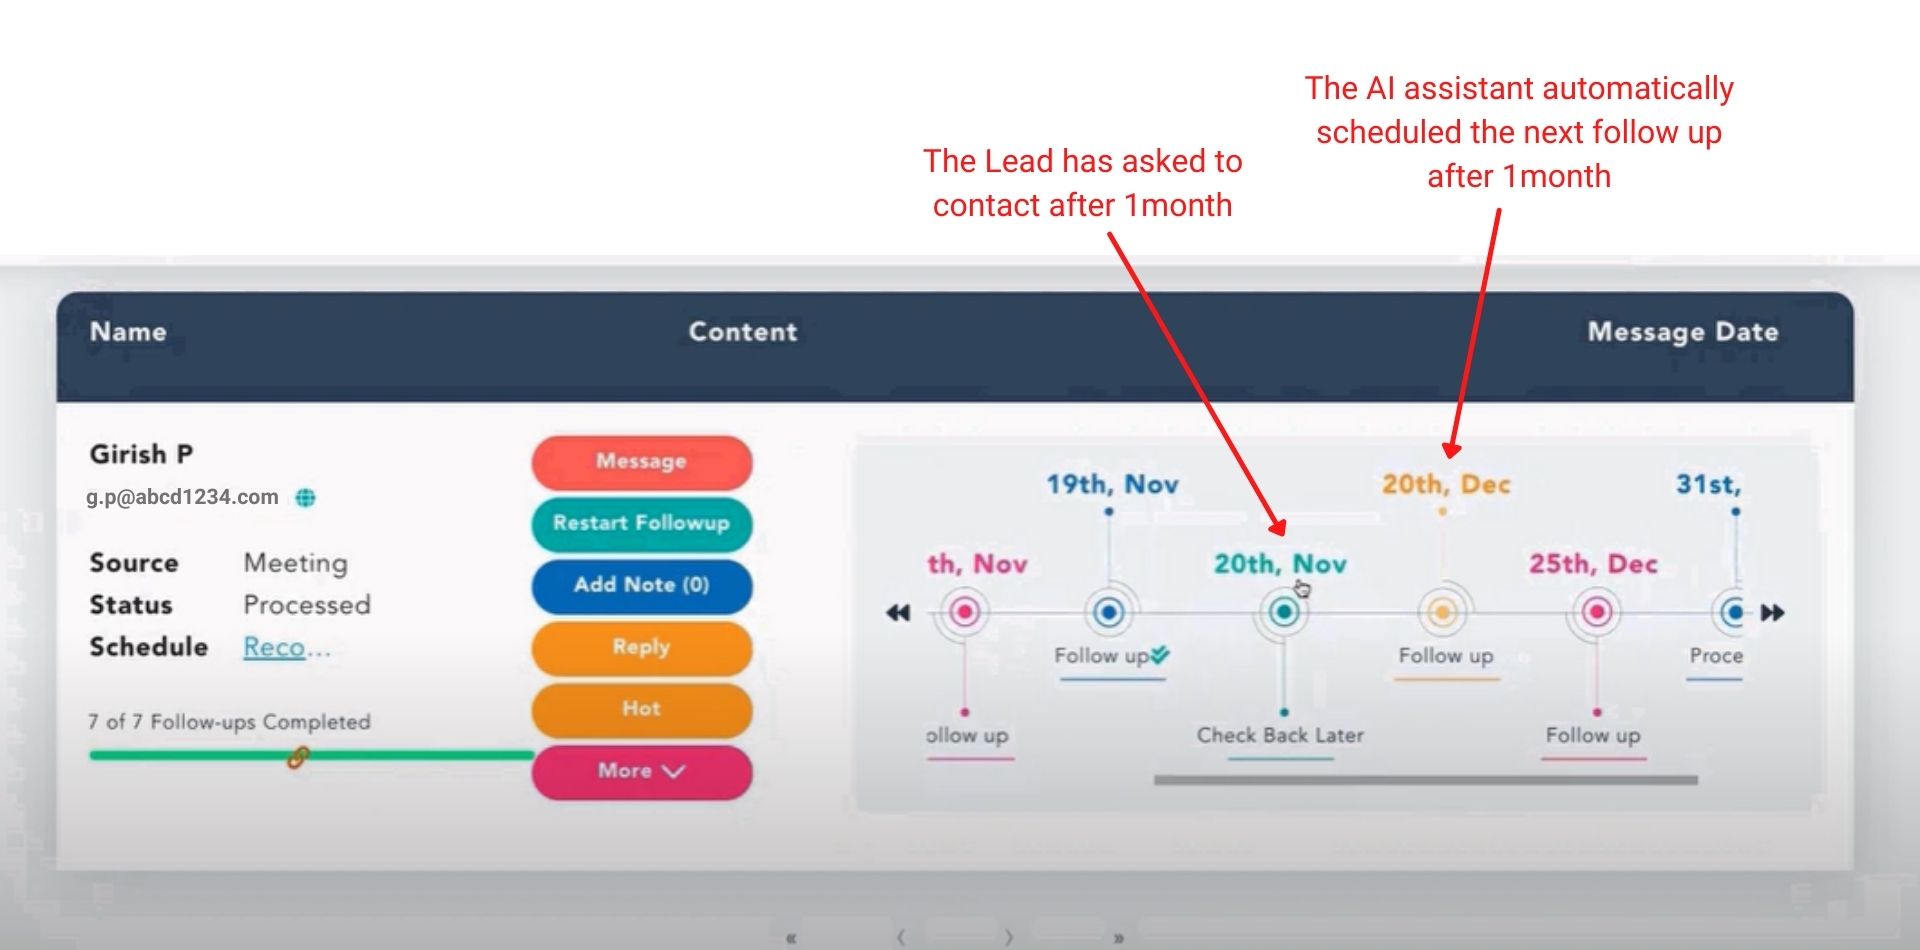 The AI assistant automatically
scheduled the next follow up
after 1month
The Lead has asked to
contact after 1month
Name
Content
Message Date
Girish P
g.p@abcd1234.com
Source Meeting
Status Processed
Schedule Reco...
7 of 7 Follow-ups Completed
Message
Restart Followup
Add Note (0)
Reply
Hot
More
19th, Nov
20th, Dec
31st,
th, Nov
20th, Nov
25th, Dec
Follow up
Follow up
Proce
ollow up
Check Back Later
Follow up
« ‹ › »